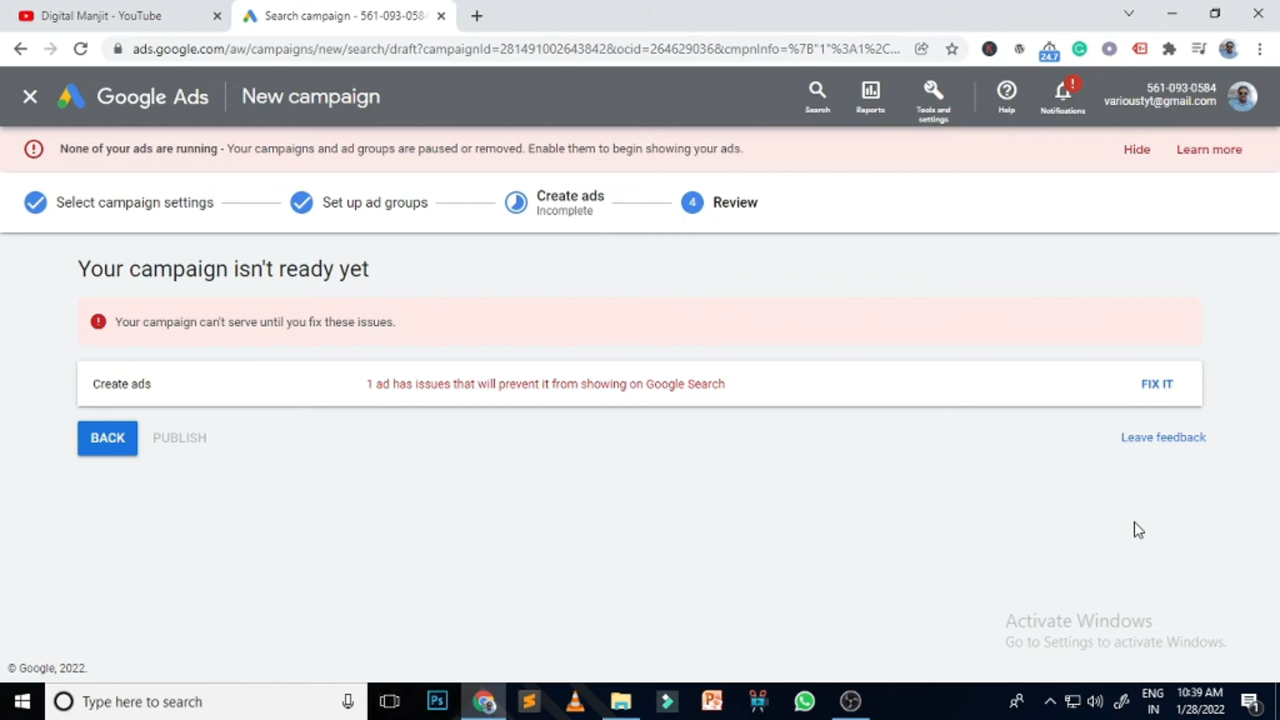 Digital Manjit - YouTube
Search campaign - 561-093-0584
ads.google.com/aw/campaigns/new/search/draft?campaignId=281491002643842&ocid=264629036&cmpnInfo=%7B"1"%3A1%2C...
24.7
Google Ads
New campaign
Search
Reports
Tools and settings
Help
Notifications
561-093-0584
varioustyt@gmail.com
None of your ads are running - Your campaigns and ad groups are paused or removed. Enable them to begin showing your ads.
Hide
Learn more
Select campaign settings
Set up ad groups
Create ads
Incomplete
4
Review
Your campaign isn't ready yet
Your campaign can't serve until you fix these issues.
Create ads
1 ad has issues that will prevent it from showing on Google Search
FIX IT
BACK
PUBLISH
Leave feedback
Activate Windows
Go to Settings to activate Windows.
© Google, 2022.
Type here to search
Ps
ENG
IN
10:39 AM
1/28/2022
1